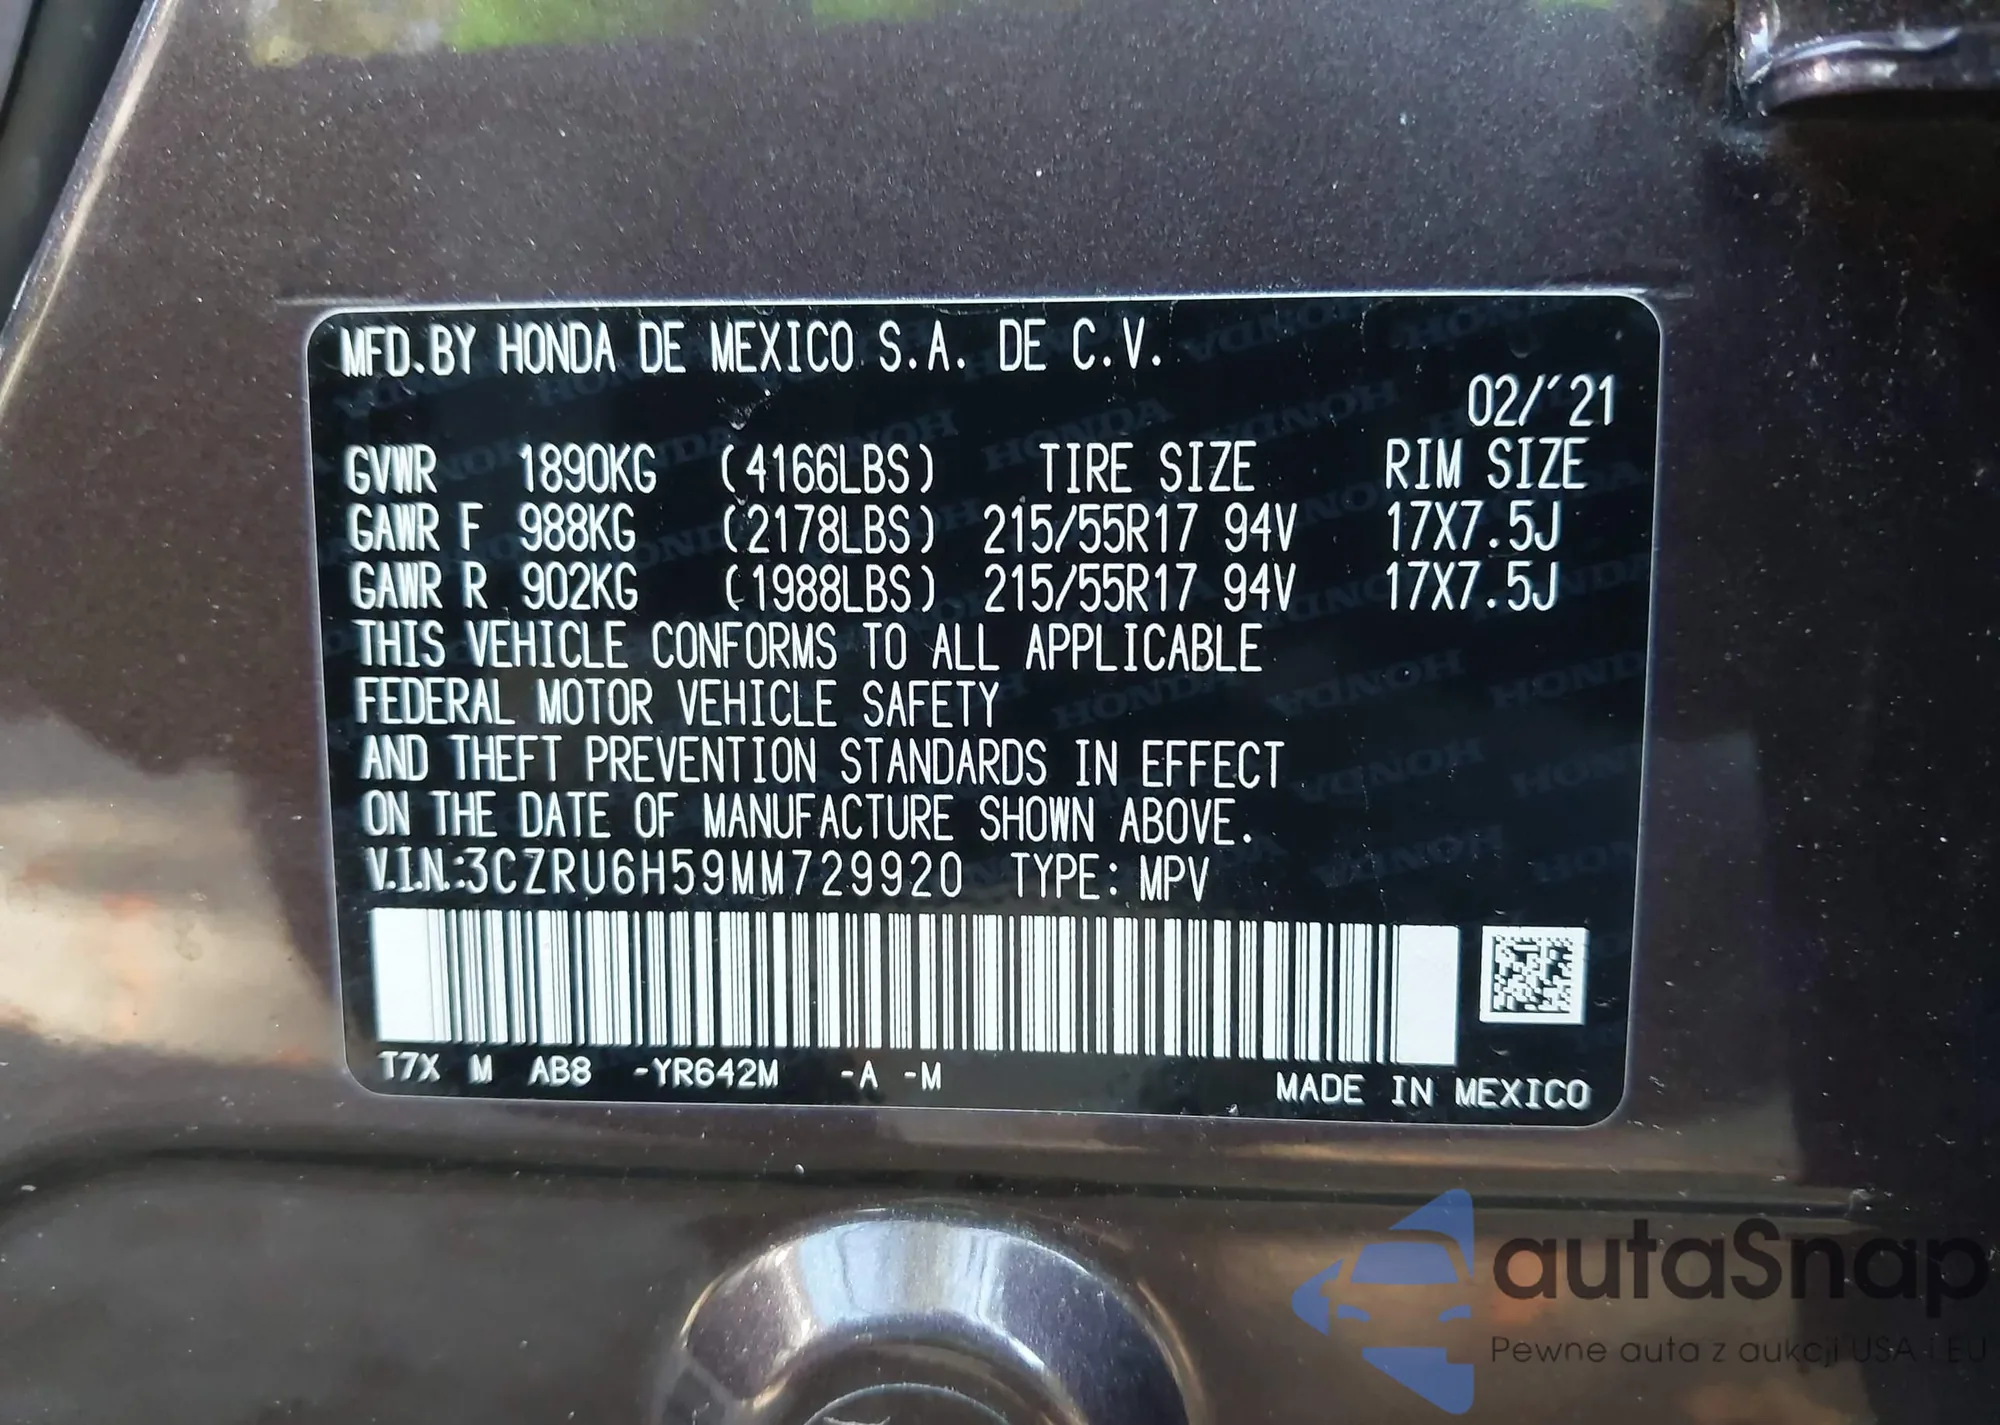 MFD.BY HONDA DE MEXICO S.A. DE C.V.
02/'21
GVWR 1890KG (4166LBS) TIRE SIZE RIM SIZE
GAWR F 988KG (2178LBS) 215/55R17 94V 17X7.5J
GAWR R 902KG (1988LBS) 215/55R17 94V 17X7.5J
THIS VEHICLE CONFORMS TO ALL APPLICABLE
FEDERAL MOTOR VEHICLE SAFETY
AND THEFT PREVENTION STANDARDS IN EFFECT
ON THE DATE OF MANUFACTURE SHOWN ABOVE.
V.I.N.:3CZRU6H59MM729920 TYPE: MPV
T7X M AB8 -YR642M -A -M
MADE IN MEXICO
autaSnap
Pewne auta z aukcji USA i EU